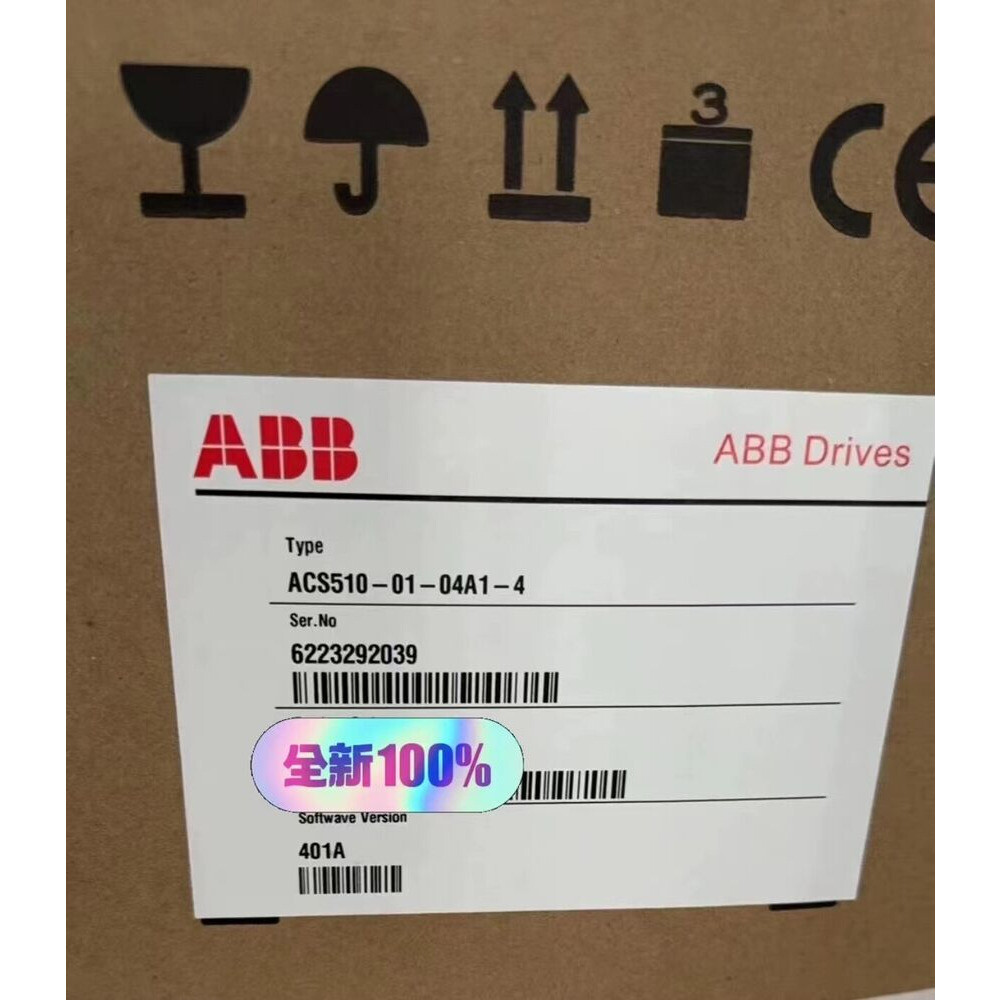 3
CE
ABB
ABB Drives
Type
ACS510-01-04A1-4
Ser.No
6223292039
全新100%
Softwave Version
401A